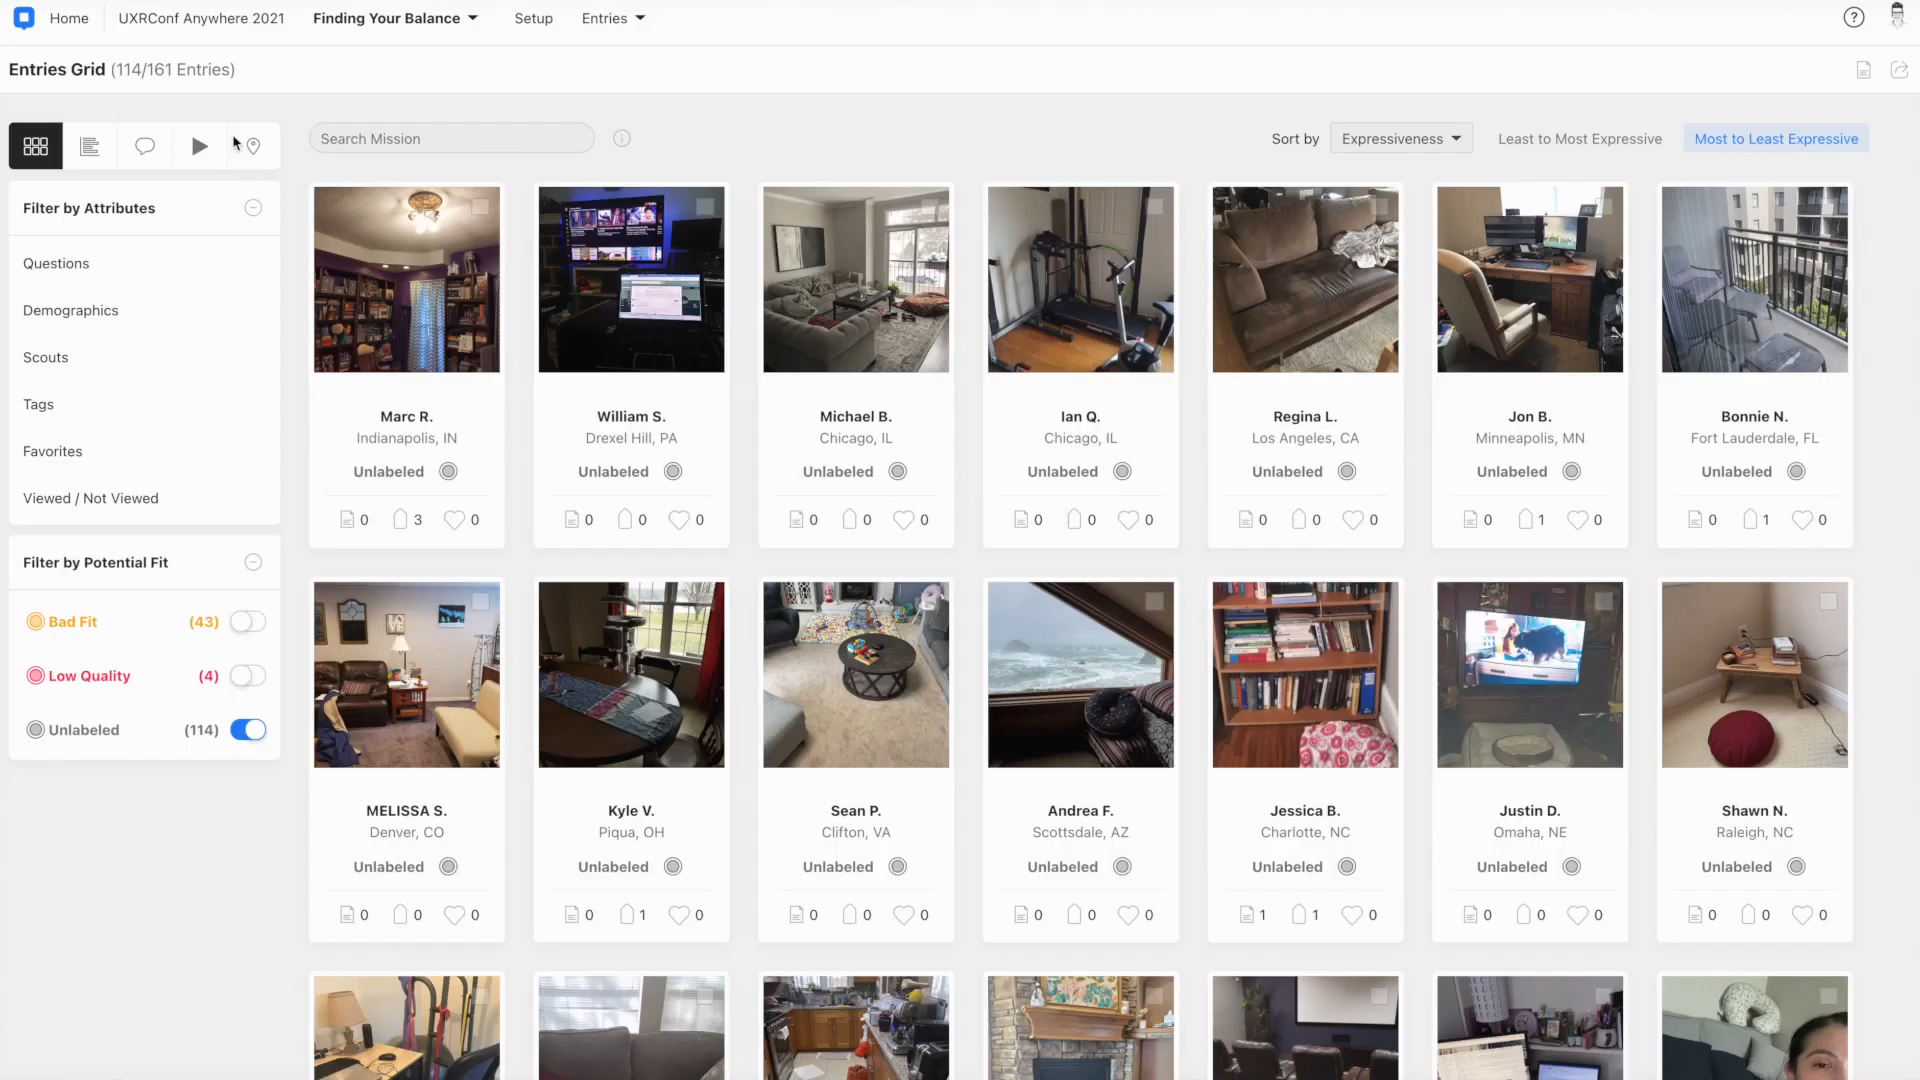 Home UXRConf Anywhere 2021 Finding Your Balance Setup Entries ?
Entries Grid (114/161 Entries)
Search Mission i Sort by Expressiveness Least to Most Expressive Most to Least Expressive
Filter by Attributes
Questions
Demographics
Scouts
Tags
Favorites
Viewed / Not Viewed
Filter by Potential Fit
Bad Fit (43)
Low Quality (4)
Unlabeled (114)
Marc R. William S. Michael B. Ian Q. Regina L. Jon B. Bonnie N.
Indianapolis, IN Drexel Hill, PA Chicago, IL Chicago, IL Los Angeles, CA Minneapolis, MN Fort Lauderdale, FL
Unlabeled Unlabeled Unlabeled Unlabeled Unlabeled Unlabeled Unlabeled
0 3 0 0 0 0 0 0 0 0 0 0 0 0 0 0 1 0 0 1 0
MELISSA S. Kyle V. Sean P. Andrea F. Jessica B. Justin D. Shawn N.
Denver, CO Piqua, OH Clifton, VA Scottsdale, AZ Charlotte, NC Omaha, NE Raleigh, NC
Unlabeled Unlabeled Unlabeled Unlabeled Unlabeled Unlabeled Unlabeled
0 0 0 0 1 0 0 0 0 0 0 0 1 1 0 0 0 0 0 0 0